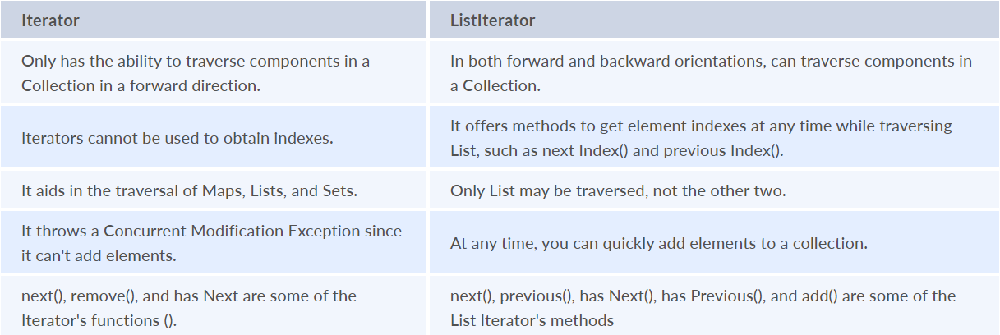 Iterator
ListIterator
Only has the ability to traverse components in a
Collection in a forward direction.
In both forward and backward orientations, can traverse components in
a Collection.
Iterators cannot be used to obtain indexes.
It offers methods to get element indexes at any time while traversing
List, such as next Index() and previous Index().
It aids in the traversal of Maps, Lists, and Sets.
Only List may be traversed, not the other two.
It throws a Concurrent Modification Exception since
it can't add elements.
At any time, you can quickly add elements to a collection.
next(), remove(), and has Next are some of the
Iterator's functions ().
next(), previous(), has Next(), has Previous(), and add() are some of the
List Iterator's methods